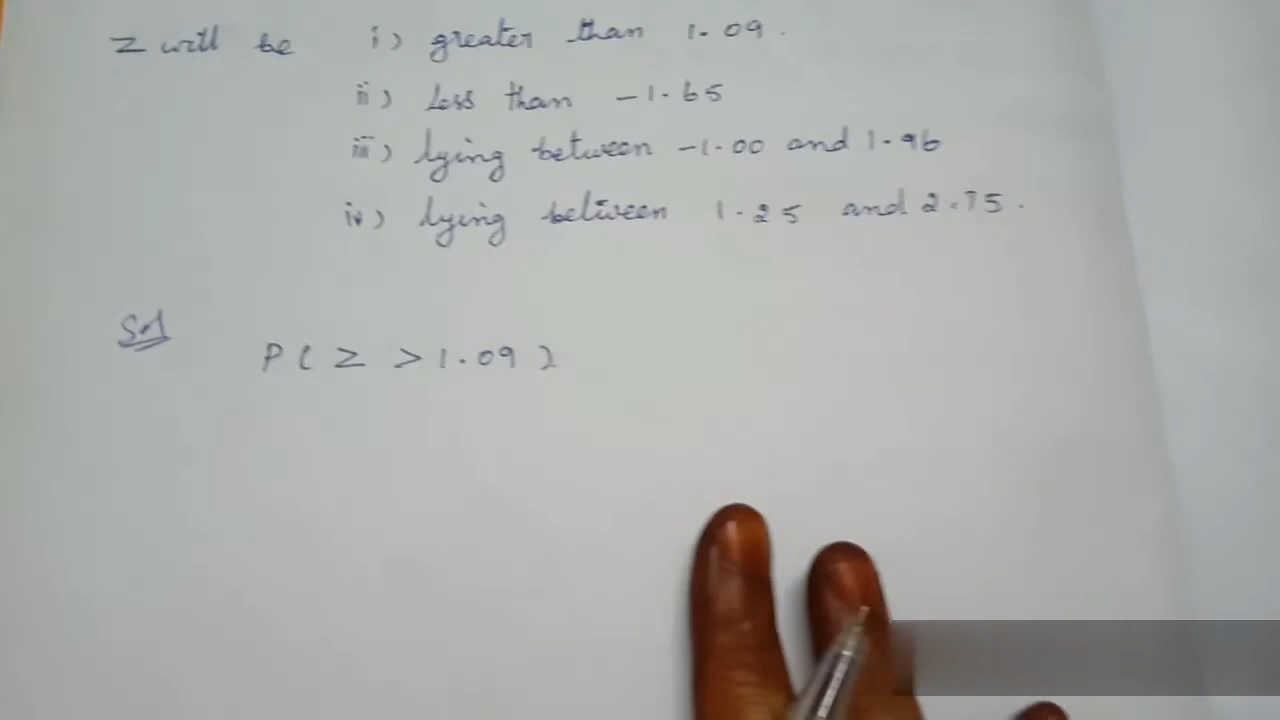 Z will be i) greater than 1.09.
ii) Less than -1.65
iii) lying between -1.00 and 1.96
iv) lying between 1.25 and 2.75.
Sol
P(Z > 1.09)